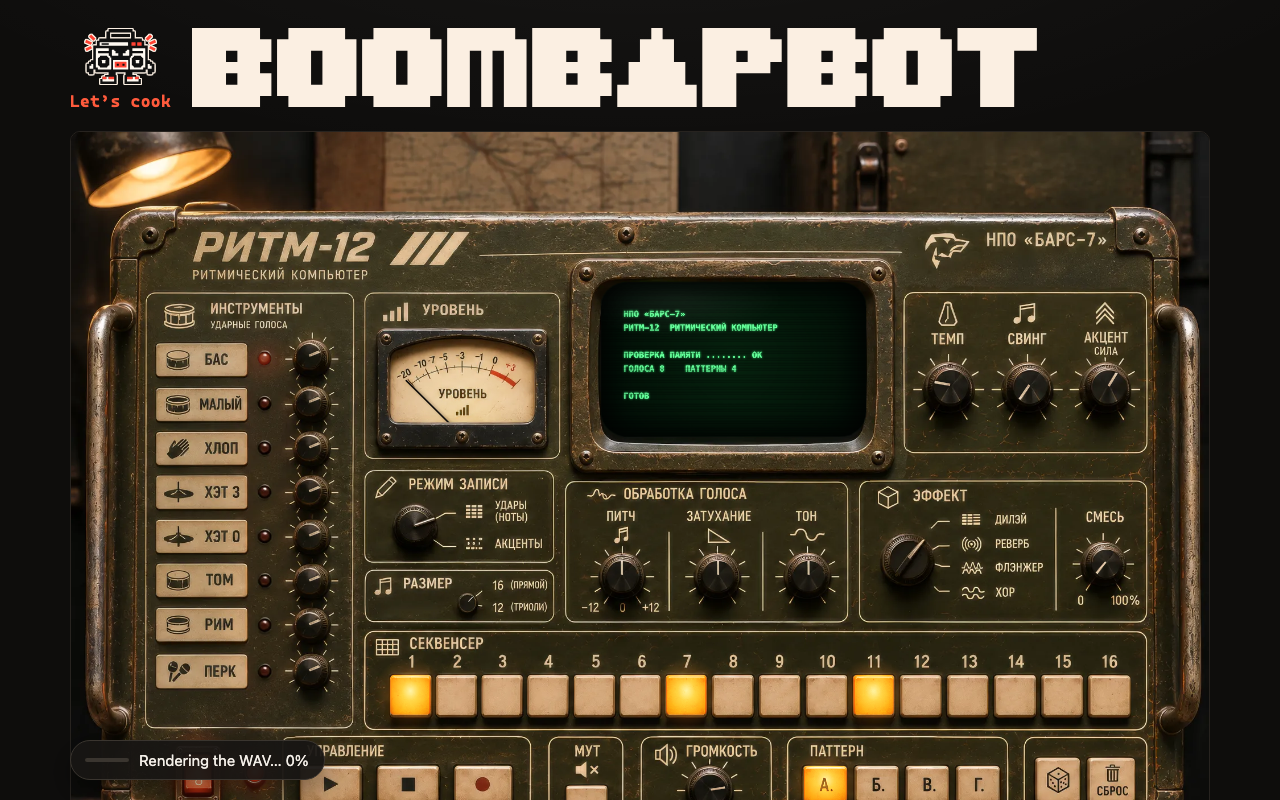 BOOMBAPBOT
Let's cook
РИТМ-12
РИТМИЧЕСКИЙ КОМПЬЮТЕР
НПО «БАРС-7»
ИНСТРУМЕНТЫ
УДАРНЫЕ ГОЛОСА
БАС
МАЛЫЙ
ХЛОП
ХЭТ З
ХЭТ О
ТОМ
РИМ
ПЕРК
УРОВЕНЬ
-20 -10 -7 -5 -3 -1 0 +3
УРОВЕНЬ
НПО «БАРС-7»
РИТМ-12 РИТМИЧЕСКИЙ КОМПЬЮТЕР
ПРОВЕРКА ПАМЯТИ ........ ОК
ГОЛОСА 8 ПАТТЕРНЫ 4
ГОТОВ
ТЕМП
СВИНГ
АКЦЕНТ
СИЛА
РЕЖИМ ЗАПИСИ
УДАРЫ
(НОТЫ)
АКЦЕНТЫ
РАЗМЕР
16 (ПРЯМОЙ)
12 (ТРИОЛИ)
ОБРАБОТКА ГОЛОСА
ПИТЧ
-12 0 +12
ЗАТУХАНИЕ
ТОН
ЭФФЕКТ
ДИЛЭЙ
РЕВЕРБ
ФЛЭНЖЕР
ХОР
СМЕСЬ
0 100%
СЕКВЕНСЕР
1 2 3 4 5 6 7 8 9 10 11 12 13 14 15 16
РАВЛЕНИЕ
МУТ
ГРОМКОСТЬ
ПАТТЕРН
А. Б. В. Г.
СБРОС
Rendering the WAV... 0%